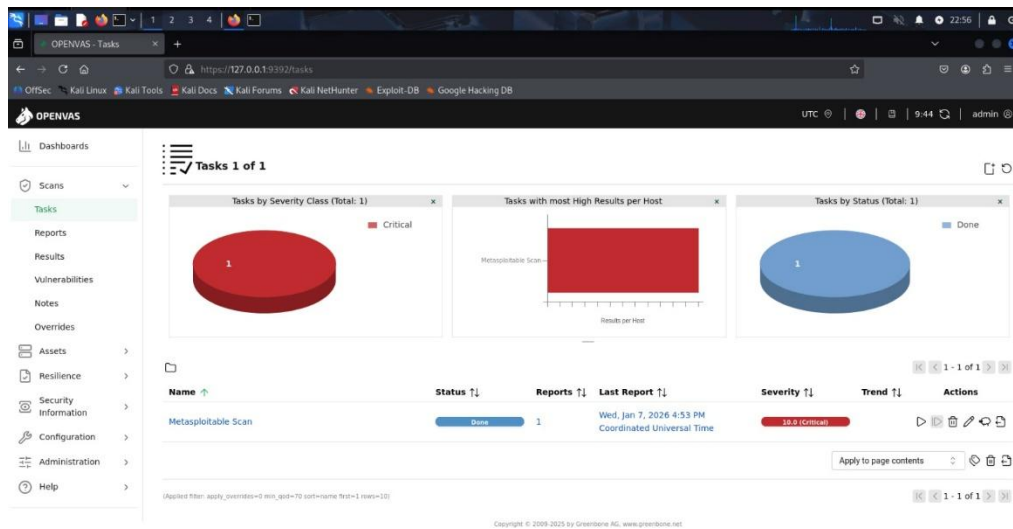 1 2 3 4
22:56
OPENVAS - Tasks
https://127.0.0.1:9392/tasks
OffSec Kali Linux Kali Tools Kali Docs Kali Forums Kali NetHunter Exploit-DB Google Hacking DB
OPENVAS
UTC 9:44 admin
Dashboards
Scans
Tasks
Reports
Results
Vulnerabilities
Notes
Overrides
Assets
Resilience
Security
Information
Configuration
Administration
Help
Tasks 1 of 1
Tasks by Severity Class (Total: 1) x
Critical
1
Tasks with most High Results per Host x
Metasploitable Scan
Results per Host
Tasks by Status (Total: 1) x
Done
1
1 - 1 of 1
Name Status Reports Last Report Severity Trend Actions
Metasploitable Scan Done 1 Wed, Jan 7, 2026 4:53 PM 10.0 (Critical)
Coordinated Universal Time
Apply to page contents
(Applied filter: apply_overrides=0 min_qod=70 sort=name first=1 rows=10)
1 - 1 of 1
Copyright © 2009-2025 by Greenbone AG, www.greenbone.net